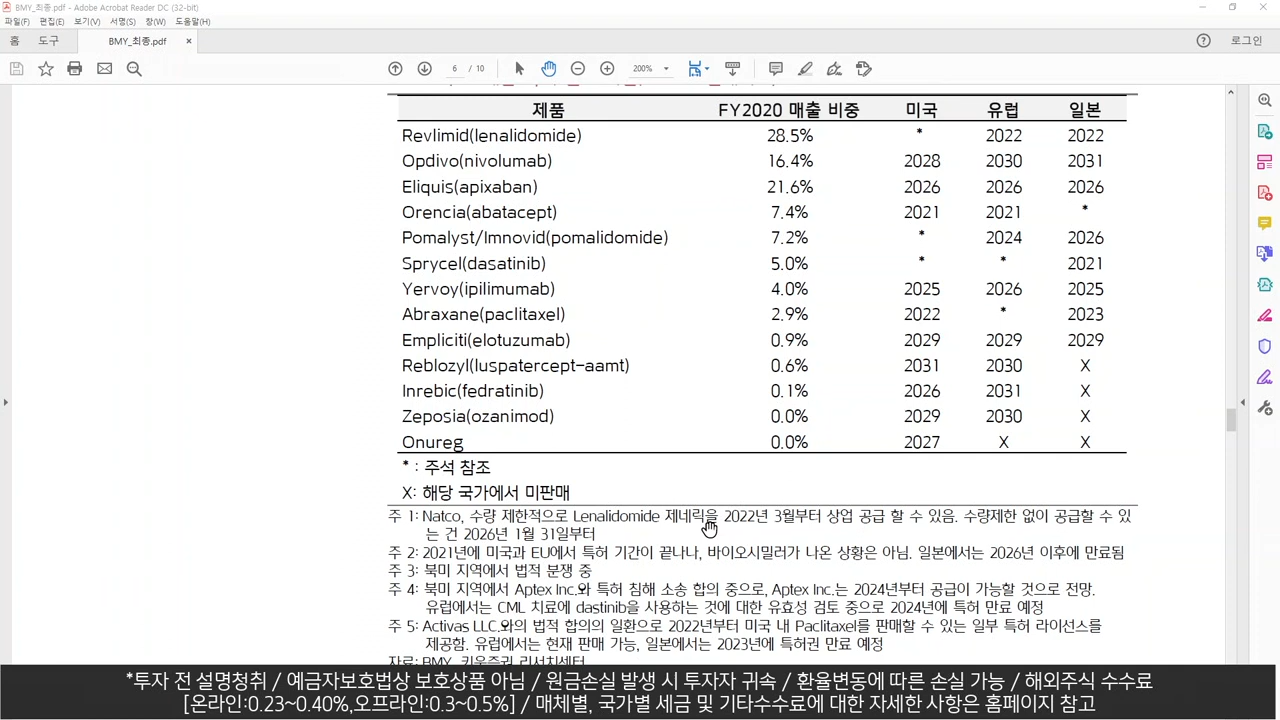 BMY_최종.pdf - Adobe Acrobat Reader DC (32-bit)
파일(F) 편집(E) 보기(V) 서명(S) 창(W) 도움말(H)
홈 도구 BMY_최종.pdf × 로그인
6 / 10 200%
제품 FY2020 매출 비중 미국 유럽 일본
Revlimid(lenalidomide) 28.5% * 2022 2022
Opdivo(nivolumab) 16.4% 2028 2030 2031
Eliquis(apixaban) 21.6% 2026 2026 2026
Orencia(abatacept) 7.4% 2021 2021 *
Pomalyst/Imnovid(pomalidomide) 7.2% * 2024 2026
Sprycel(dasatinib) 5.0% * * 2021
Yervoy(ipilimumab) 4.0% 2025 2026 2025
Abraxane(paclitaxel) 2.9% 2022 * 2023
Empliciti(elotuzumab) 0.9% 2029 2029 2029
Reblozyl(luspatercept-aamt) 0.6% 2031 2030 X
Inrebic(fedratinib) 0.1% 2026 2031 X
Zeposia(ozanimod) 0.0% 2029 2030 X
Onureg 0.0% 2027 X X
* : 주석 참조
X: 해당 국가에서 미판매
주 1: Natco, 수량 제한적으로 Lenalidomide 제네릭을 2022년 3월부터 상업 공급 할 수 있음. 수량제한 없이 공급할 수 있
는 건 2026년 1월 31일부터
주 2: 2021년에 미국과 EU에서 특허 기간이 끝나나, 바이오시밀러가 나온 상황은 아님. 일본에서는 2026년 이후에 만료됨
주 3: 북미 지역에서 법적 분쟁 중
주 4: 북미 지역에서 Aptex Inc.와 특허 침해 소송 합의 중으로, Aptex Inc.는 2024년부터 공급이 가능할 것으로 전망.
유럽에서는 CML 치료에 dastinib을 사용하는 것에 대한 유효성 검토 중으로 2024년에 특허 만료 예정
주 5: Activas LLC.와의 법적 합의의 일환으로 2022년부터 미국 내 Paclitaxel를 판매할 수 있는 일부 특허 라이선스를
제공함. 유럽에서는 현재 판매 가능, 일본에서는 2023년에 특허권 만료 예정
자료: BMY, 키움증권 리서치센터
*투자 전 설명청취 / 예금자보호법상 보호상품 아님 / 원금손실 발생 시 투자자 귀속 / 환율변동에 따른 손실 가능 / 해외주식 수수료
[온라인:0.23~0.40%,오프라인:0.3~0.5%] / 매체별, 국가별 세금 및 기타수수료에 대한 자세한 사항은 홈페이지 참고